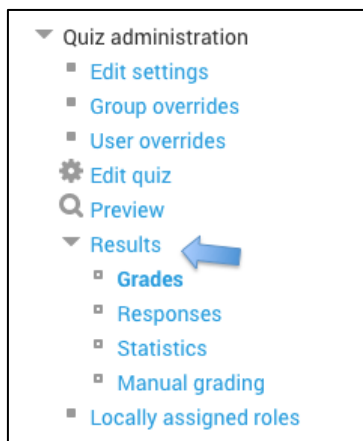 Quiz administration
Edit settings
Group overrides
User overrides
Edit quiz
Preview
Results
Grades
Responses
Statistics
Manual grading
Locally assigned roles